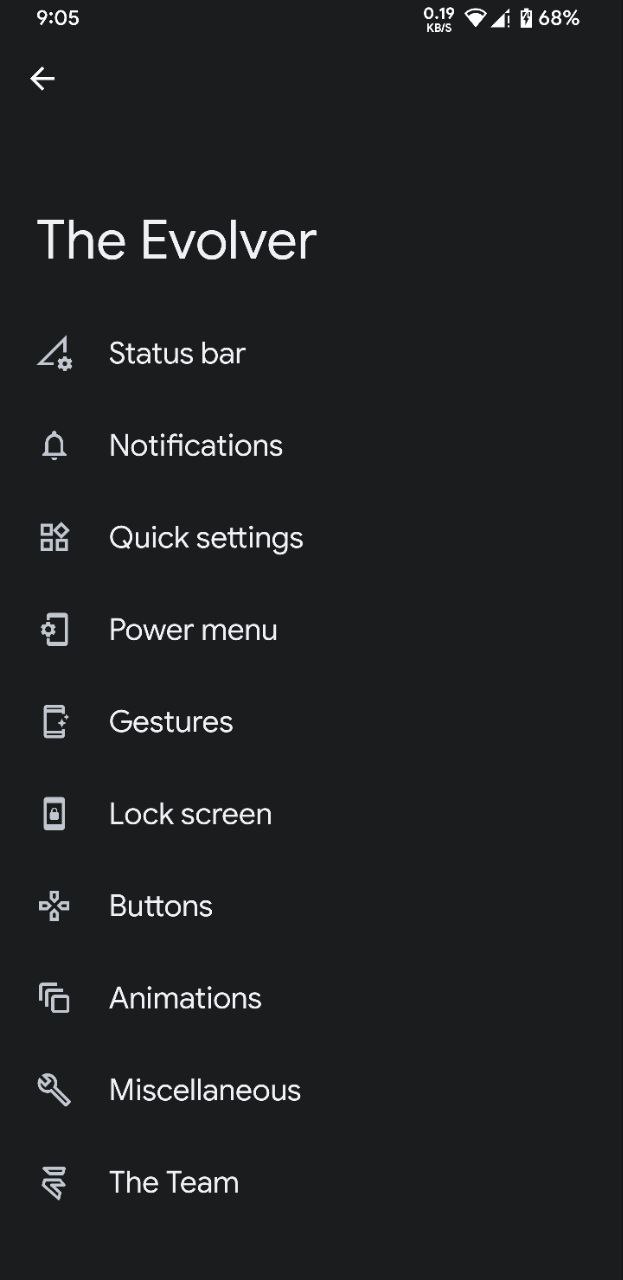 9:05
0.19
KB/S
68%
The Evolver
Status bar
Notifications
Quick settings
Power menu
Gestures
Lock screen
Buttons
Animations
Miscellaneous
The Team